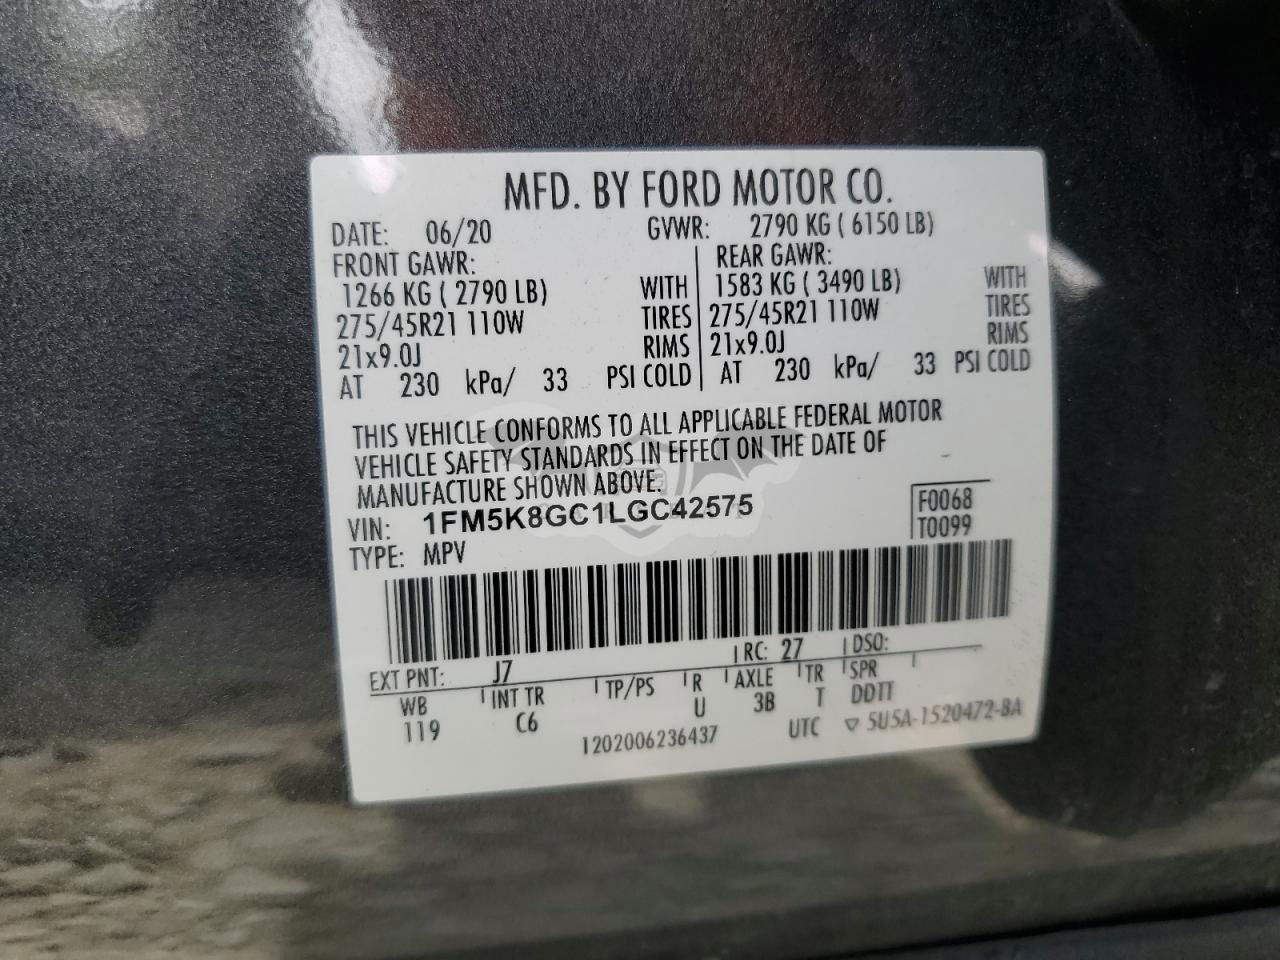 MFD. BY FORD MOTOR CO.
DATE: 06/20 GVWR: 2790 KG ( 6150 LB)
FRONT GAWR: REAR GAWR:
1266 KG ( 2790 LB) WITH 1583 KG ( 3490 LB) WITH
275/45R21 110W TIRES 275/45R21 110W TIRES
21x9.0J RIMS 21x9.0J RIMS
AT 230 kPa/ 33 PSI COLD AT 230 kPa/ 33 PSI COLD
THIS VEHICLE CONFORMS TO ALL APPLICABLE FEDERAL MOTOR
VEHICLE SAFETY STANDARDS IN EFFECT ON THE DATE OF
MANUFACTURE SHOWN ABOVE.
VIN: 1FM5K8GC1LGC42575 F0068
TYPE: MPV T0099
EXT PNT: J7 RC: 27 DSO:
WB INT TR TP/PS R AXLE TR SPR
119 C6 U 3B T DDTT
1202006236437 UTC ▽ 5U5A-1520472-BA